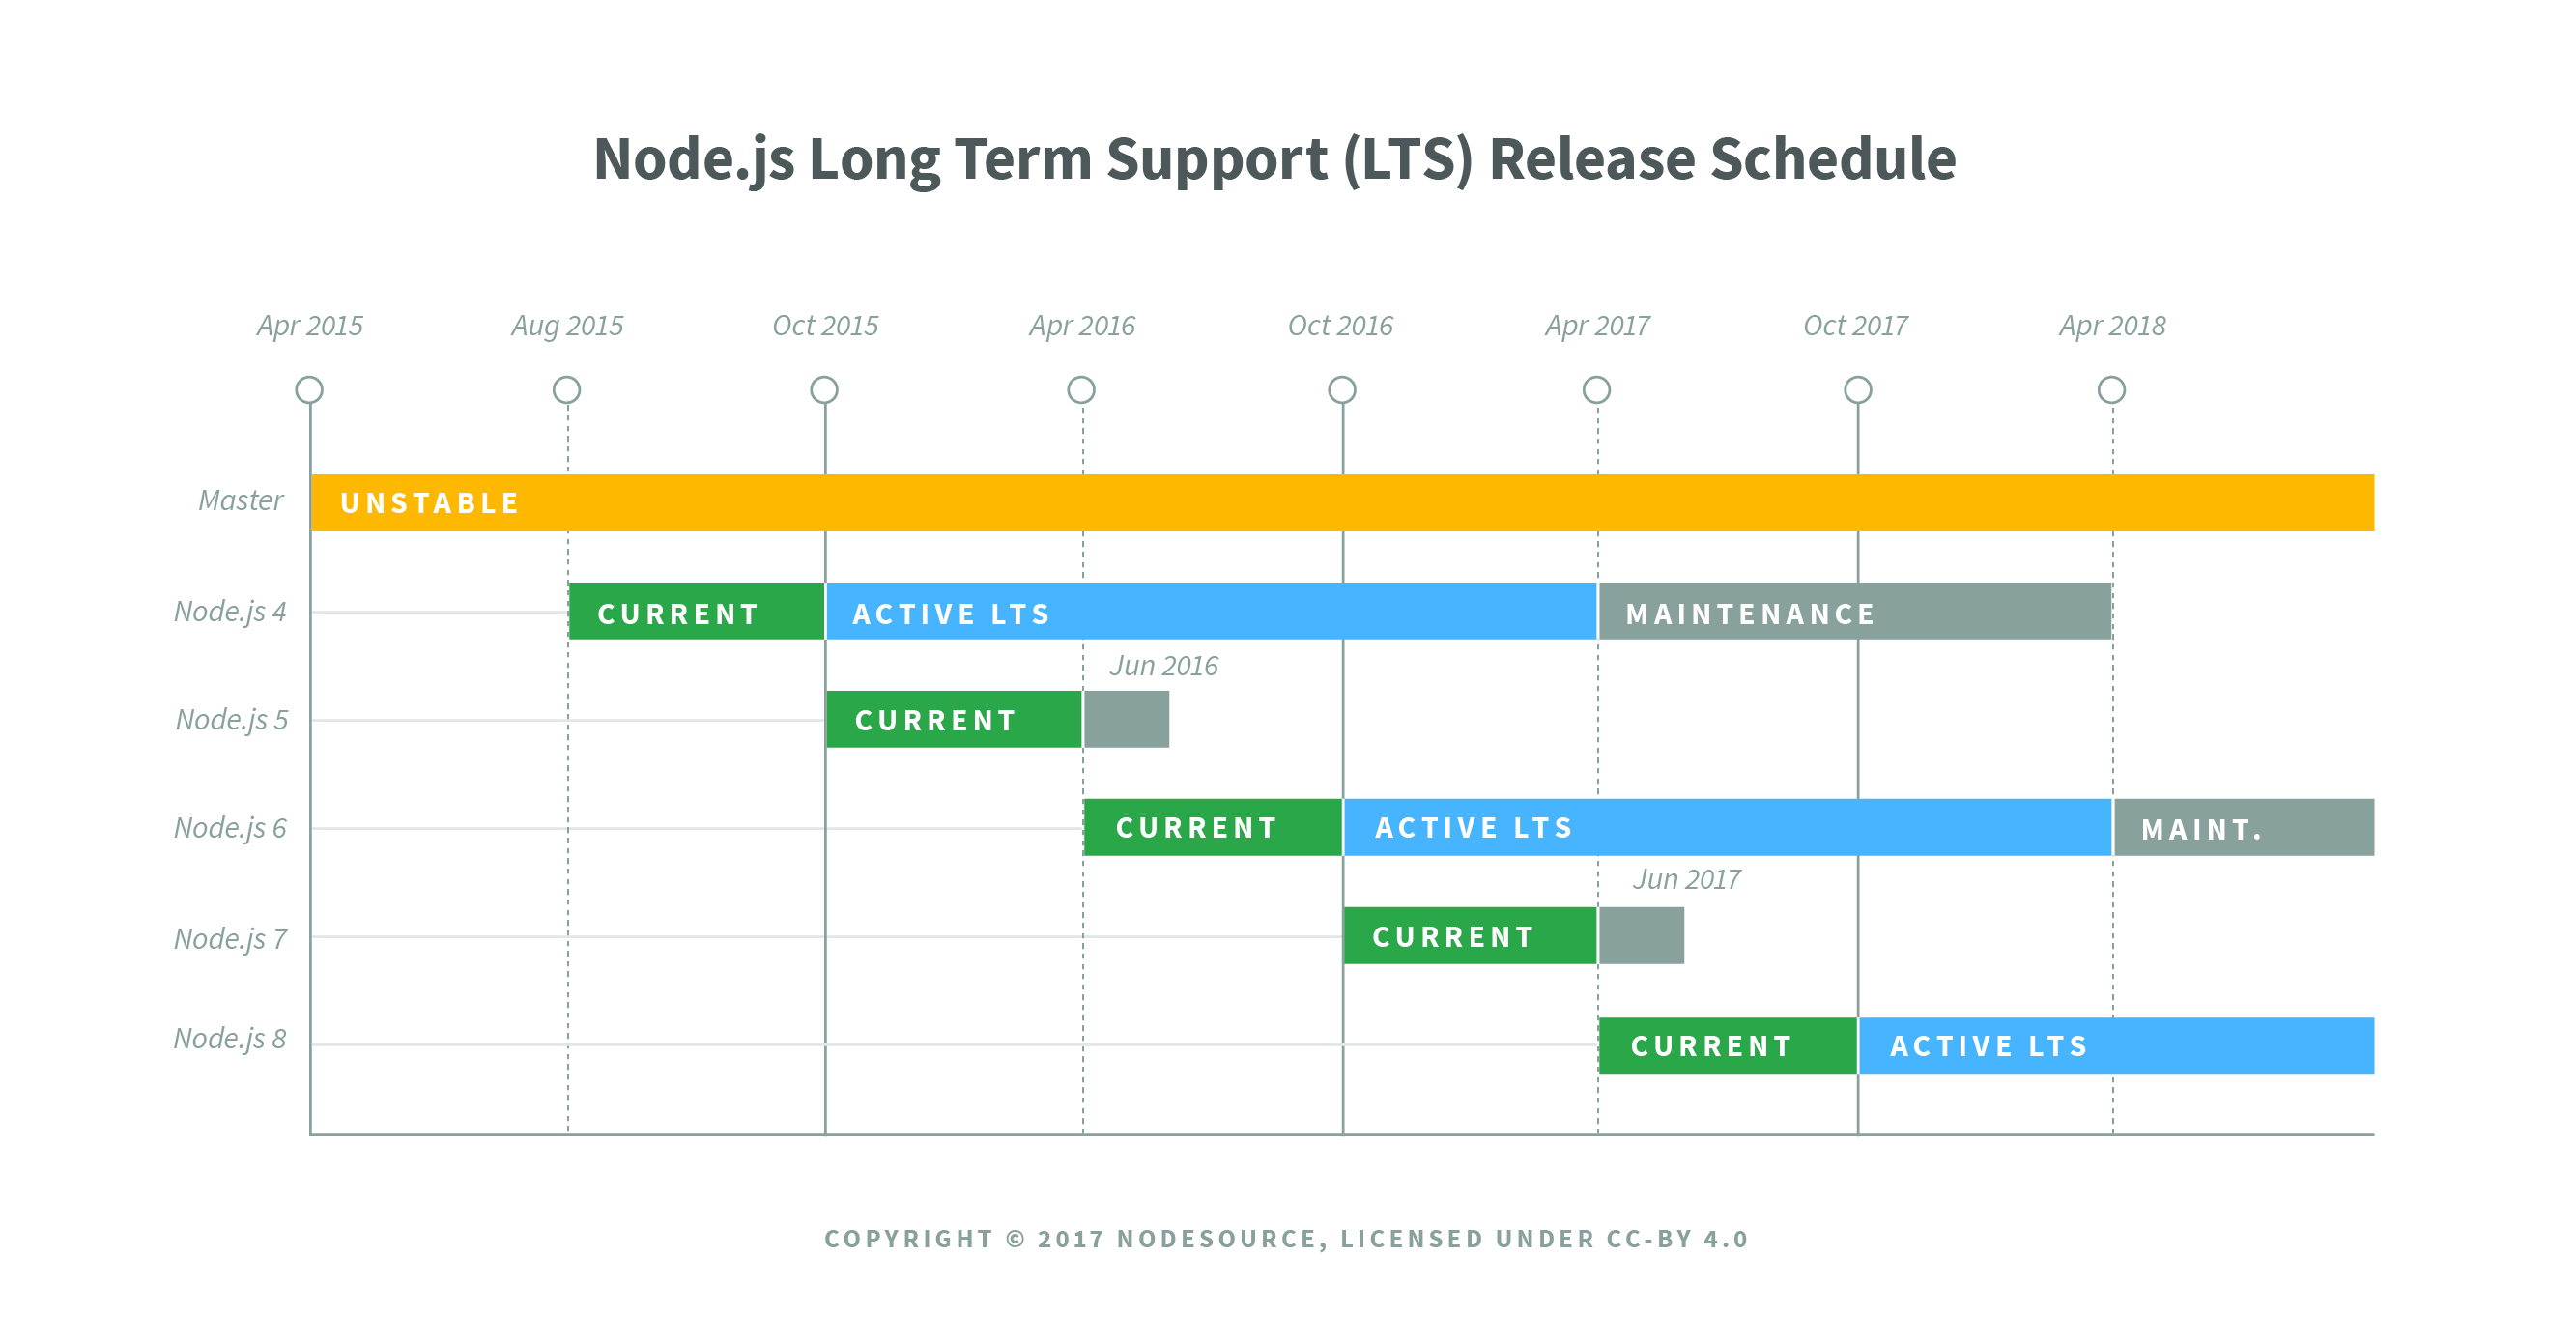 Node.js Long Term Support (LTS) Release Schedule
Apr 2015 Aug 2015 Oct 2015 Apr 2016 Oct 2016 Apr 2017 Oct 2017 Apr 2018
Master UNSTABLE
Node.js 4 CURRENT ACTIVE LTS MAINTENANCE
Jun 2016
Node.js 5 CURRENT
Node.js 6 CURRENT ACTIVE LTS MAINT.
Jun 2017
Node.js 7 CURRENT
Node.js 8 CURRENT ACTIVE LTS
COPYRIGHT © 2017 NODESOURCE, LICENSED UNDER CC-BY 4.0